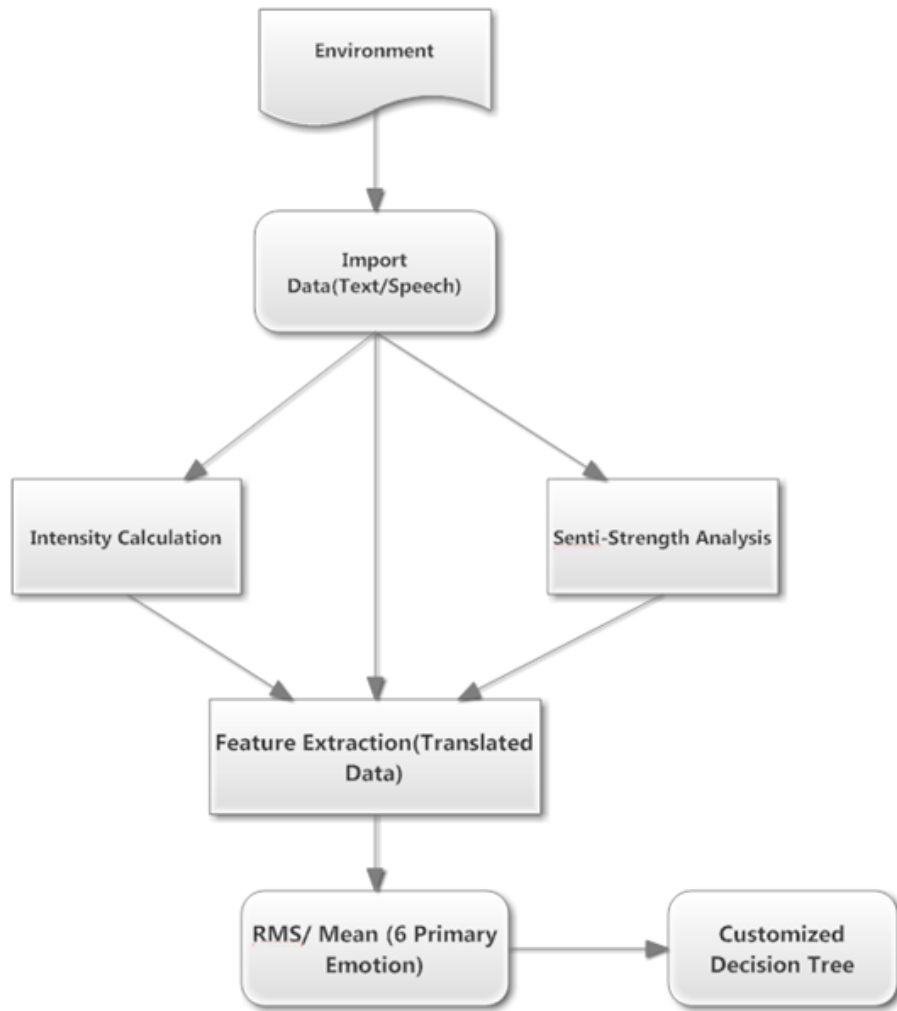 Environment
Import
Data(Text/Speech)
Intensity Calculation
Senti-Strength Analysis
Feature Extraction(Translated
Data)
RMS/ Mean (6 Primary
Emotion)
Customized
Decision Tree